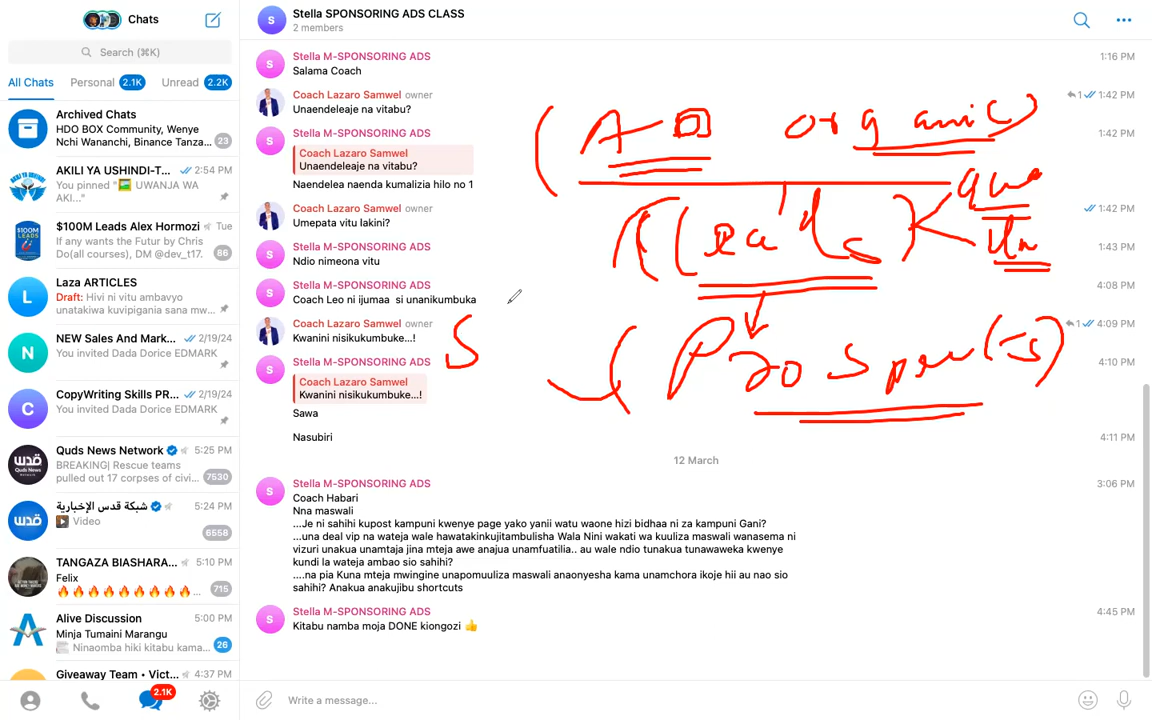 Chats
Search (⌘K)
All Chats
Personal 2.1K
Unread 2.2K
Archived Chats
HDO BOX Community, Wenye
Nchi Wananchi, Binance Tanza...
23
AKILI YA USHINDI-T...
2:54 PM
You pinned "🖼 UWANJA WA
AKI..."
$100M Leads Alex Hormozi
Tue
If any wants the Futur by Chris
Do(all courses), DM @dev_t17.
86
Laza ARTICLES
Draft: Hivi ni vitu ambavyo
unatakiwa kuvipigania sana mw...
NEW Sales And Mark...
2/19/24
You invited Dada Dorice EDMARK
CopyWriting Skills PR...
2/19/24
You invited Dada Dorice EDMARK
Quds News Network
5:25 PM
BREAKING| Rescue teams
pulled out 17 corpses of civi...
7530
شبكة قدس الإخبارية
5:24 PM
Video
6558
TANGAZA BIASHARA...
5:10 PM
Felix
🔥🔥🔥🔥🔥🔥🔥🔥🔥🔥...
715
Alive Discussion
5:00 PM
Minja Tumaini Marangu
Ninaomba hiki kitabu kama...
26
Giveaway Team • Vict...
4:37 PM
2.1K
S
Stella SPONSORING ADS CLASS
2 members
Stella M-SPONSORING ADS
1:16 PM
Salama Coach
Coach Lazaro Samwel owner
1 1:42 PM
Unaendeleaje na vitabu?
Stella M-SPONSORING ADS
1:42 PM
Coach Lazaro Samwel
Unaendeleaje na vitabu?
Naendelea naenda kumalizia hilo no 1
Coach Lazaro Samwel owner
1:42 PM
Umepata vitu lakini?
Stella M-SPONSORING ADS
1:43 PM
Ndio nimeona vitu
Stella M-SPONSORING ADS
4:08 PM
Coach Leo ni ijumaa si unanikumbuka
Coach Lazaro Samwel owner
1 4:09 PM
Kwanini nisikukumbuke...!
Stella M-SPONSORING ADS
4:10 PM
Coach Lazaro Samwel
Kwanini nisikukumbuke...!
Sawa
Nasubiri
4:11 PM
12 March
Stella M-SPONSORING ADS
3:06 PM
Coach Habari
Nna maswali
...Je ni sahihi kupost kampuni kwenye page yako yanii watu waone hizi bidhaa ni za kampuni Gani?
...una deal vip na wateja wale hawatakinkujitambulisha Wala Nini wakati wa kuuliza maswali wanasema ni
vizuri unakua unamtaja jina mteja awe anajua unamfuatilia.. au wale ndio tunakua tunawaweka kwenye
kundi la wateja ambao sio sahihi?
....na pia Kuna mteja mwingine unapomuuliza maswali anaonyesha kama unamchora ikoje hii au nao sio
sahihi? Anakua anakujibu shortcuts
Stella M-SPONSORING ADS
4:45 PM
Kitabu namba moja DONE kiongozi 👍
Write a message...
organic)
S